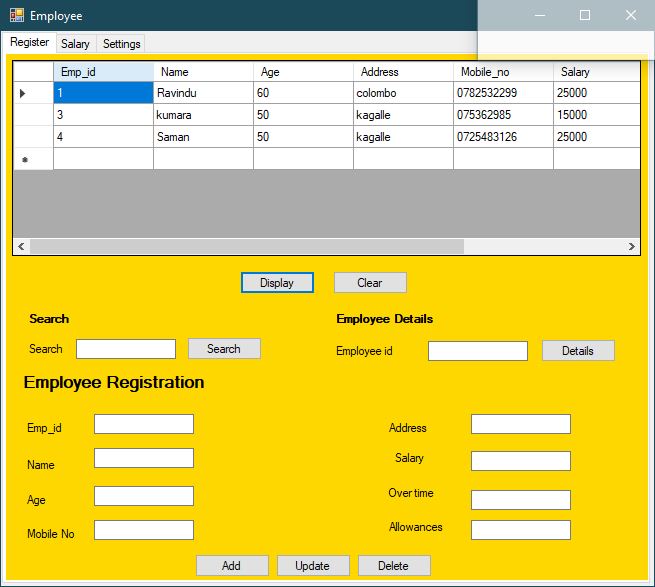 Employee
Register Salary Settings
Emp_id Name Age Address Mobile_no Salary
1 Ravindu 60 colombo 0782532299 25000
3 kumara 50 kagalle 075362985 15000
4 Saman 50 kagalle 0725483126 25000
Display Clear
Search Employee Details
Search Search Employee id Details
Employee Registration
Emp_id Address
Name Salary
Age Over time
Mobile No Allowances
Add Update Delete